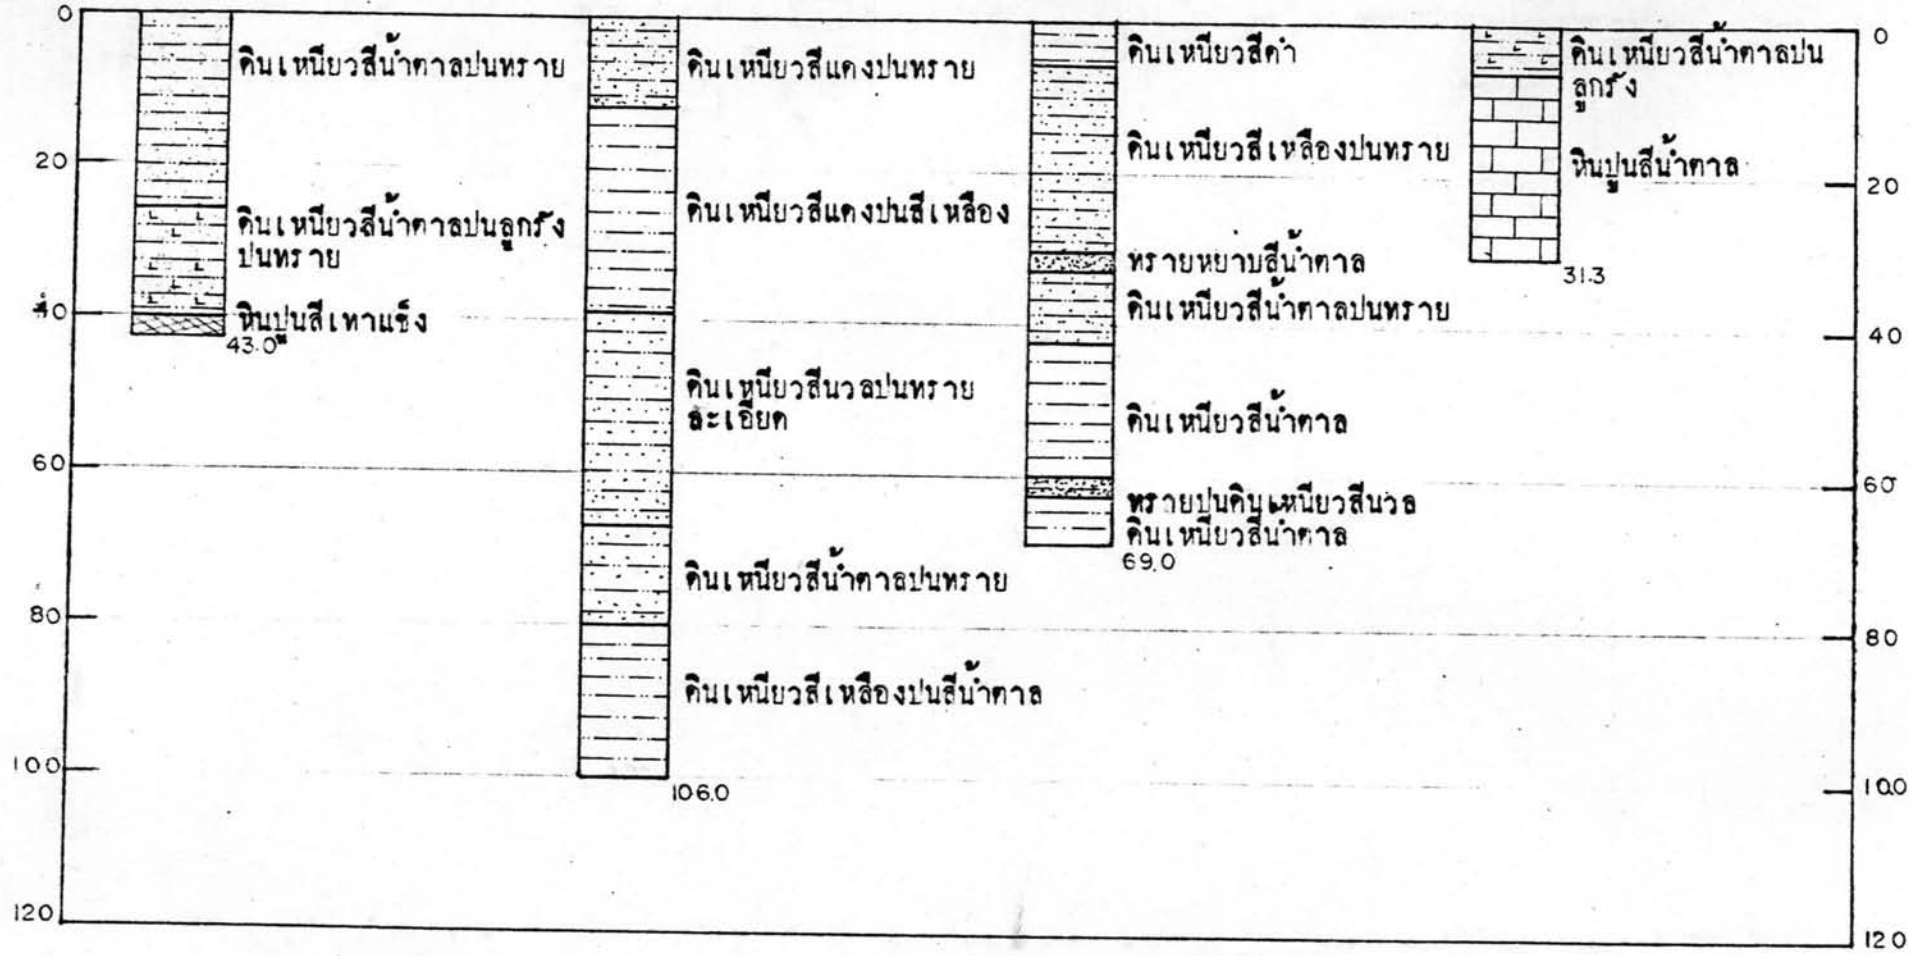 0
20
40
60
80
100
120
ดินเหนียวสีน้ำตาลปนทราย
ดินเหนียวสีน้ำตาลปนลูกรัง
ปนทราย
หินปูนสีเทาแข็ง
43.0
ดินเหนียวสีแดงปนทราย
ดินเหนียวสีแดงปนสีเหลือง
ดินเหนียวสีนวลปนทราย
ละเอียด
ดินเหนียวสีน้ำตาลปนทราย
ดินเหนียวสีเหลืองปนสีน้ำตาล
106.0
ดินเหนียวสีดำ
ดินเหนียวสีเหลืองปนทราย
ทรายหยาบสีน้ำตาล
ดินเหนียวสีน้ำตาลปนทราย
ดินเหนียวสีน้ำตาล
ทรายปนดินเหนียวสีนวล
ดินเหนียวสีน้ำตาล
69.0
ดินเหนียวสีน้ำตาลปน
ลูกรัง
หินปูนสีน้ำตาล
31.3
0
20
40
60
80
100
120